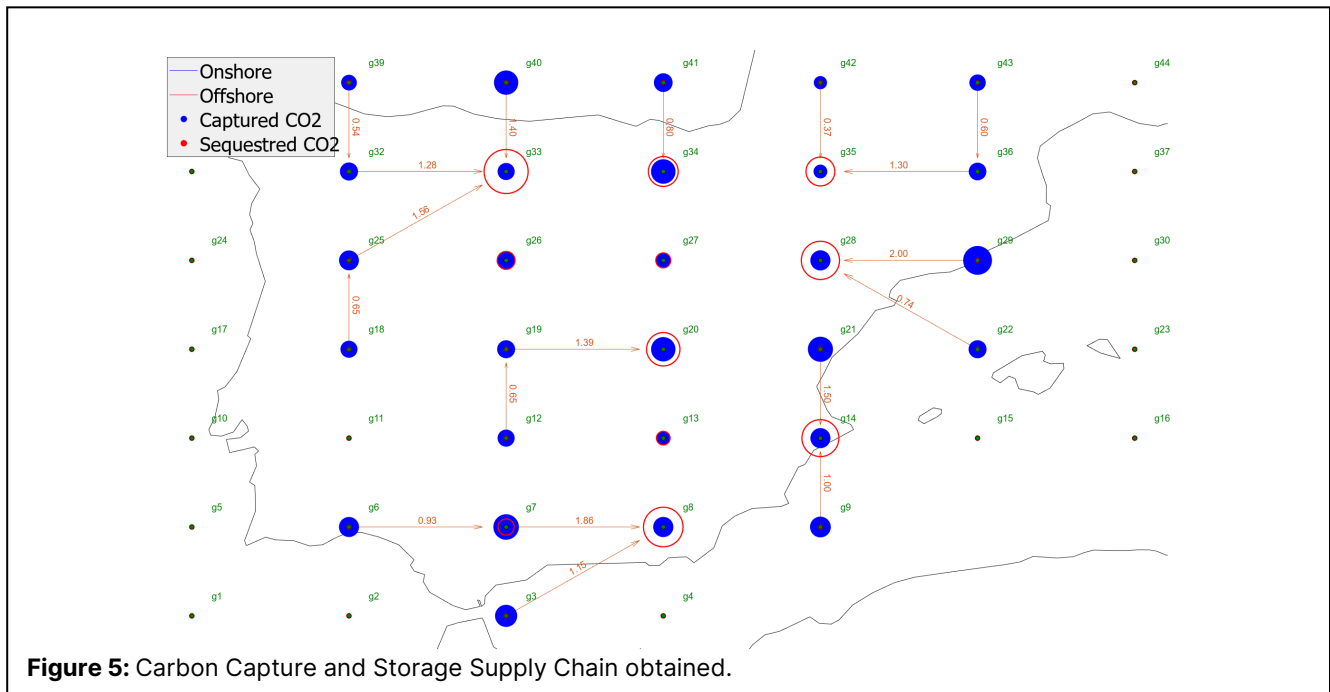 Onshore
Offshore
Captured CO2
Sequestred CO2
g39
g40
g41
g42
g43
g44
0.54
1.40
0.80
0.37
0.60
g32
g33
g34
g35
g36
g37
1.28
1.30
1.56
g24
g25
g26
g27
g28
g29
g30
2.00
0.65
0.74
g17
g18
g19
g20
g21
g22
g23
1.39
0.65
1.50
g10
g11
g12
g13
g14
g15
g16
1.00
g5
g6
g7
g8
g9
0.93
1.86
1.15
g1
g2
g3
g4
Figure 5: Carbon Capture and Storage Supply Chain obtained.